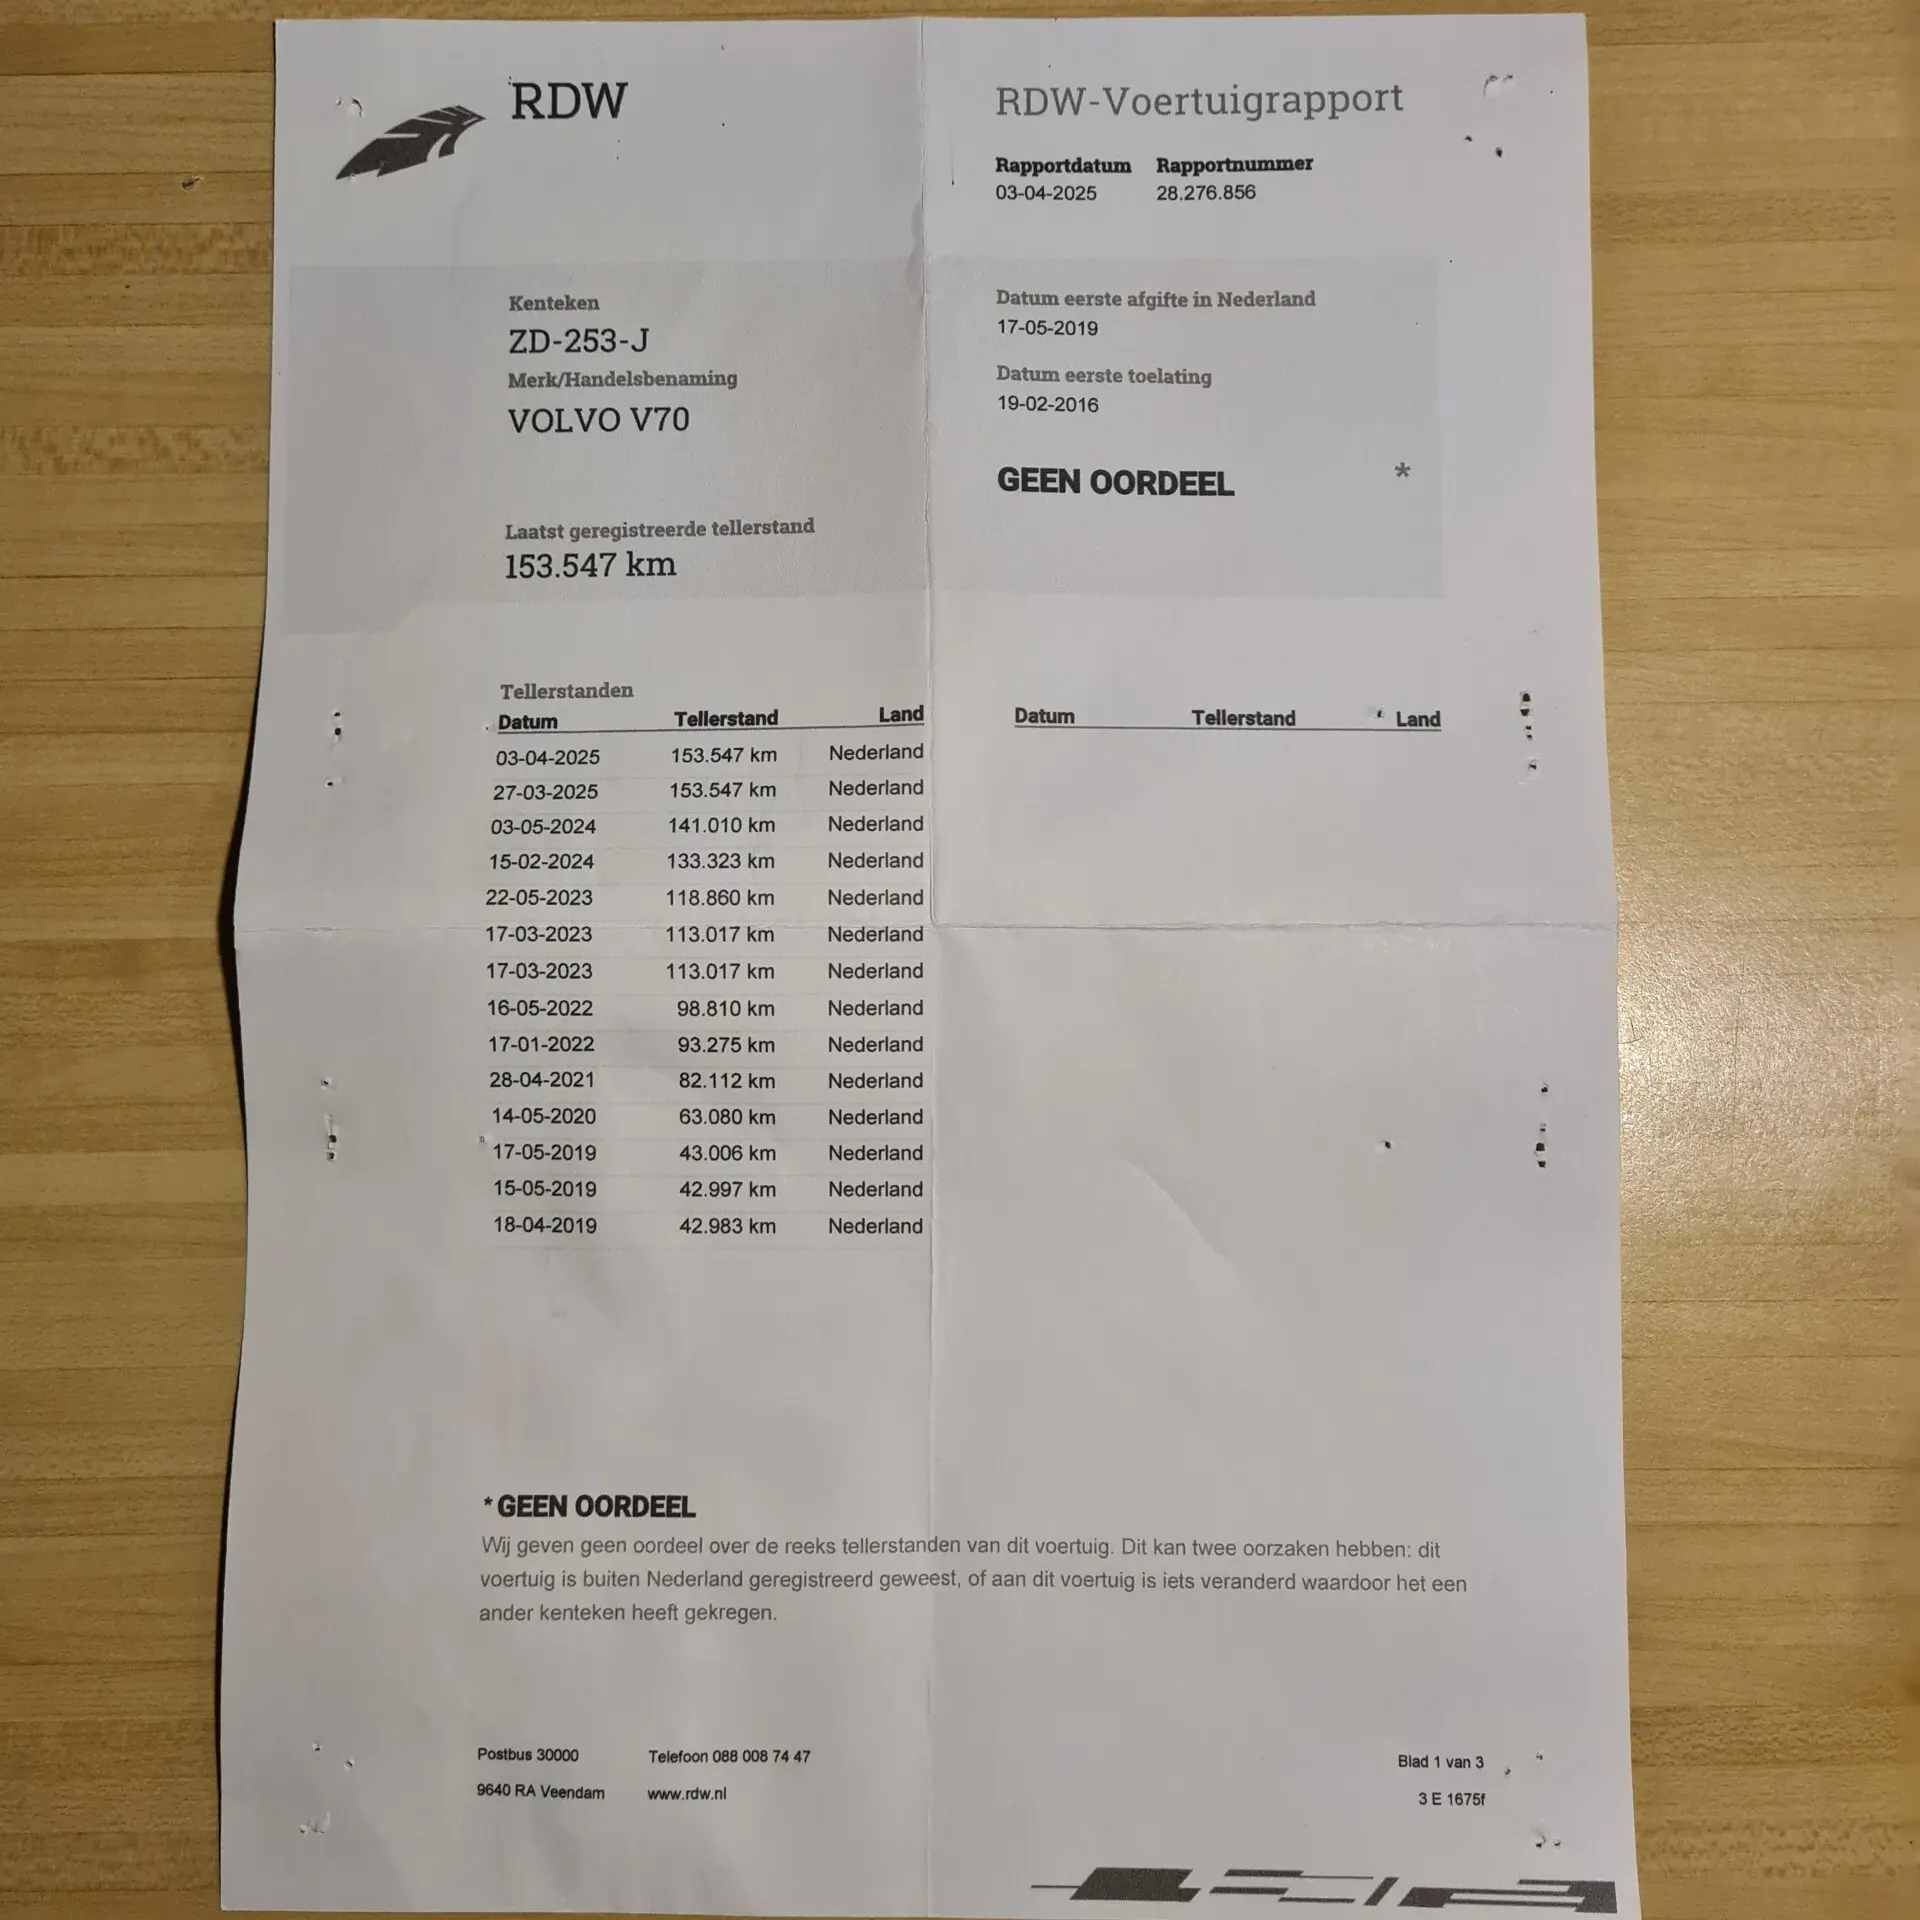 RDW
RDW-Voertuigrapport
Rapportdatum Rapportnummer
03-04-2025 28.276.856
Kenteken
ZD-253-J
Merk/Handelsbenaming
VOLVO V70
Laatst geregistreerde tellerstand
153.547 km
Datum eerste afgifte in Nederland
17-05-2019
Datum eerste toelating
19-02-2016
GEEN OORDEEL *
Tellerstanden
Datum Tellerstand Land
03-04-2025 153.547 km Nederland
27-03-2025 153.547 km Nederland
03-05-2024 141.010 km Nederland
15-02-2024 133.323 km Nederland
22-05-2023 118.860 km Nederland
17-03-2023 113.017 km Nederland
17-03-2023 113.017 km Nederland
16-05-2022 98.810 km Nederland
17-01-2022 93.275 km Nederland
28-04-2021 82.112 km Nederland
14-05-2020 63.080 km Nederland
17-05-2019 43.006 km Nederland
15-05-2019 42.997 km Nederland
18-04-2019 42.983 km Nederland
Datum Tellerstand Land
* GEEN OORDEEL
Wij geven geen oordeel over de reeks tellerstanden van dit voertuig. Dit kan twee oorzaken hebben: dit
voertuig is buiten Nederland geregistreerd geweest, of aan dit voertuig is iets veranderd waardoor het een
ander kenteken heeft gekregen.
Postbus 30000 Telefoon 088 008 74 47
9640 RA Veendam www.rdw.nl
Blad 1 van 3
3 E 1675f